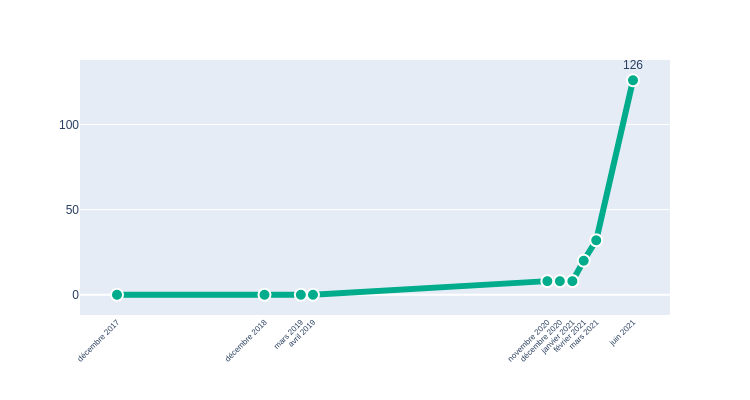 126
100
50
0
décembre 2017
décembre 2018
mars 2019
avril 2019
novembre 2020
décembre 2020
janvier 2021
février 2021
mars 2021
juin 2021